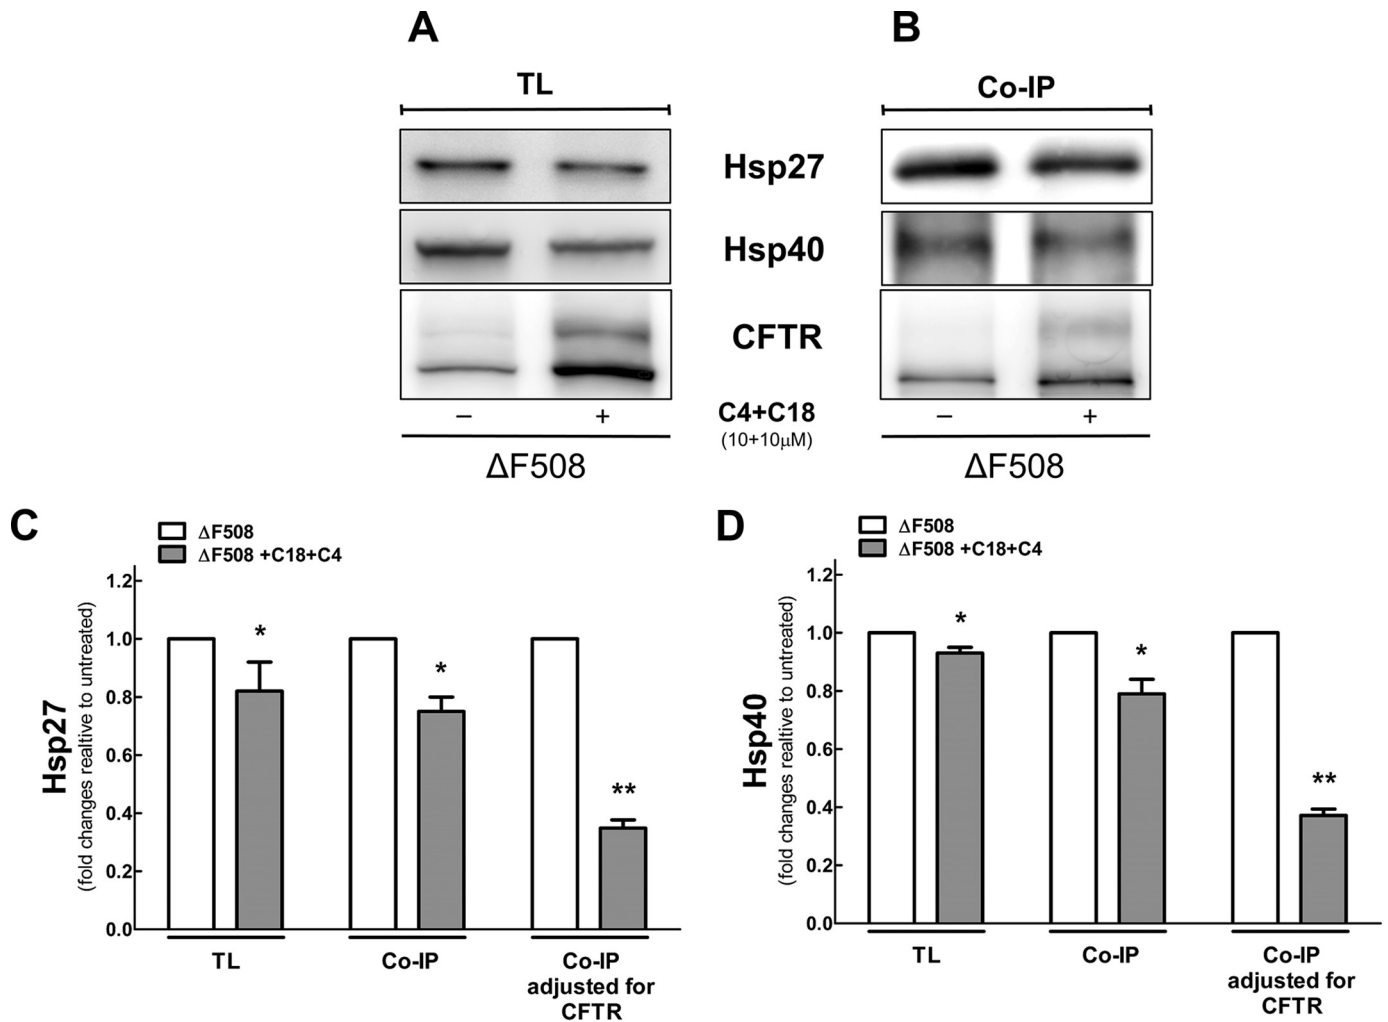 A
B
TL
Co-IP
Hsp27
Hsp40
CFTR
– + C4+C18 – +
(10+10µM)
ΔF508 ΔF508
C
ΔF508
ΔF508 +C18+C4
Hsp27
(fold changes realtive to untreated)
1.2
1.0
0.8
0.6
0.4
0.2
0.0
*
*
**
TL
Co-IP
Co-IP
adjusted for
CFTR
D
ΔF508
ΔF508 +C18+C4
Hsp40
(fold changes realtive to untreated)
1.2
1.0
0.8
0.6
0.4
0.2
0.0
*
*
**
TL
Co-IP
Co-IP
adjusted for
CFTR